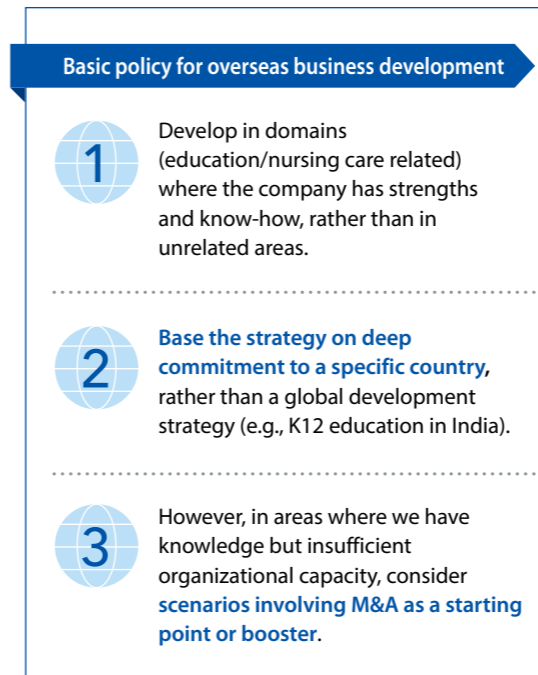 Basic policy for overseas business development
1
Develop in domains
(education/nursing care related)
where the company has strengths
and know-how, rather than in
unrelated areas.
2
Base the strategy on deep
commitment to a specific country,
rather than a global development
strategy (e.g., K12 education in India).
3
However, in areas where we have
knowledge but insufficient
organizational capacity, consider
scenarios involving M&A as a starting
point or booster.